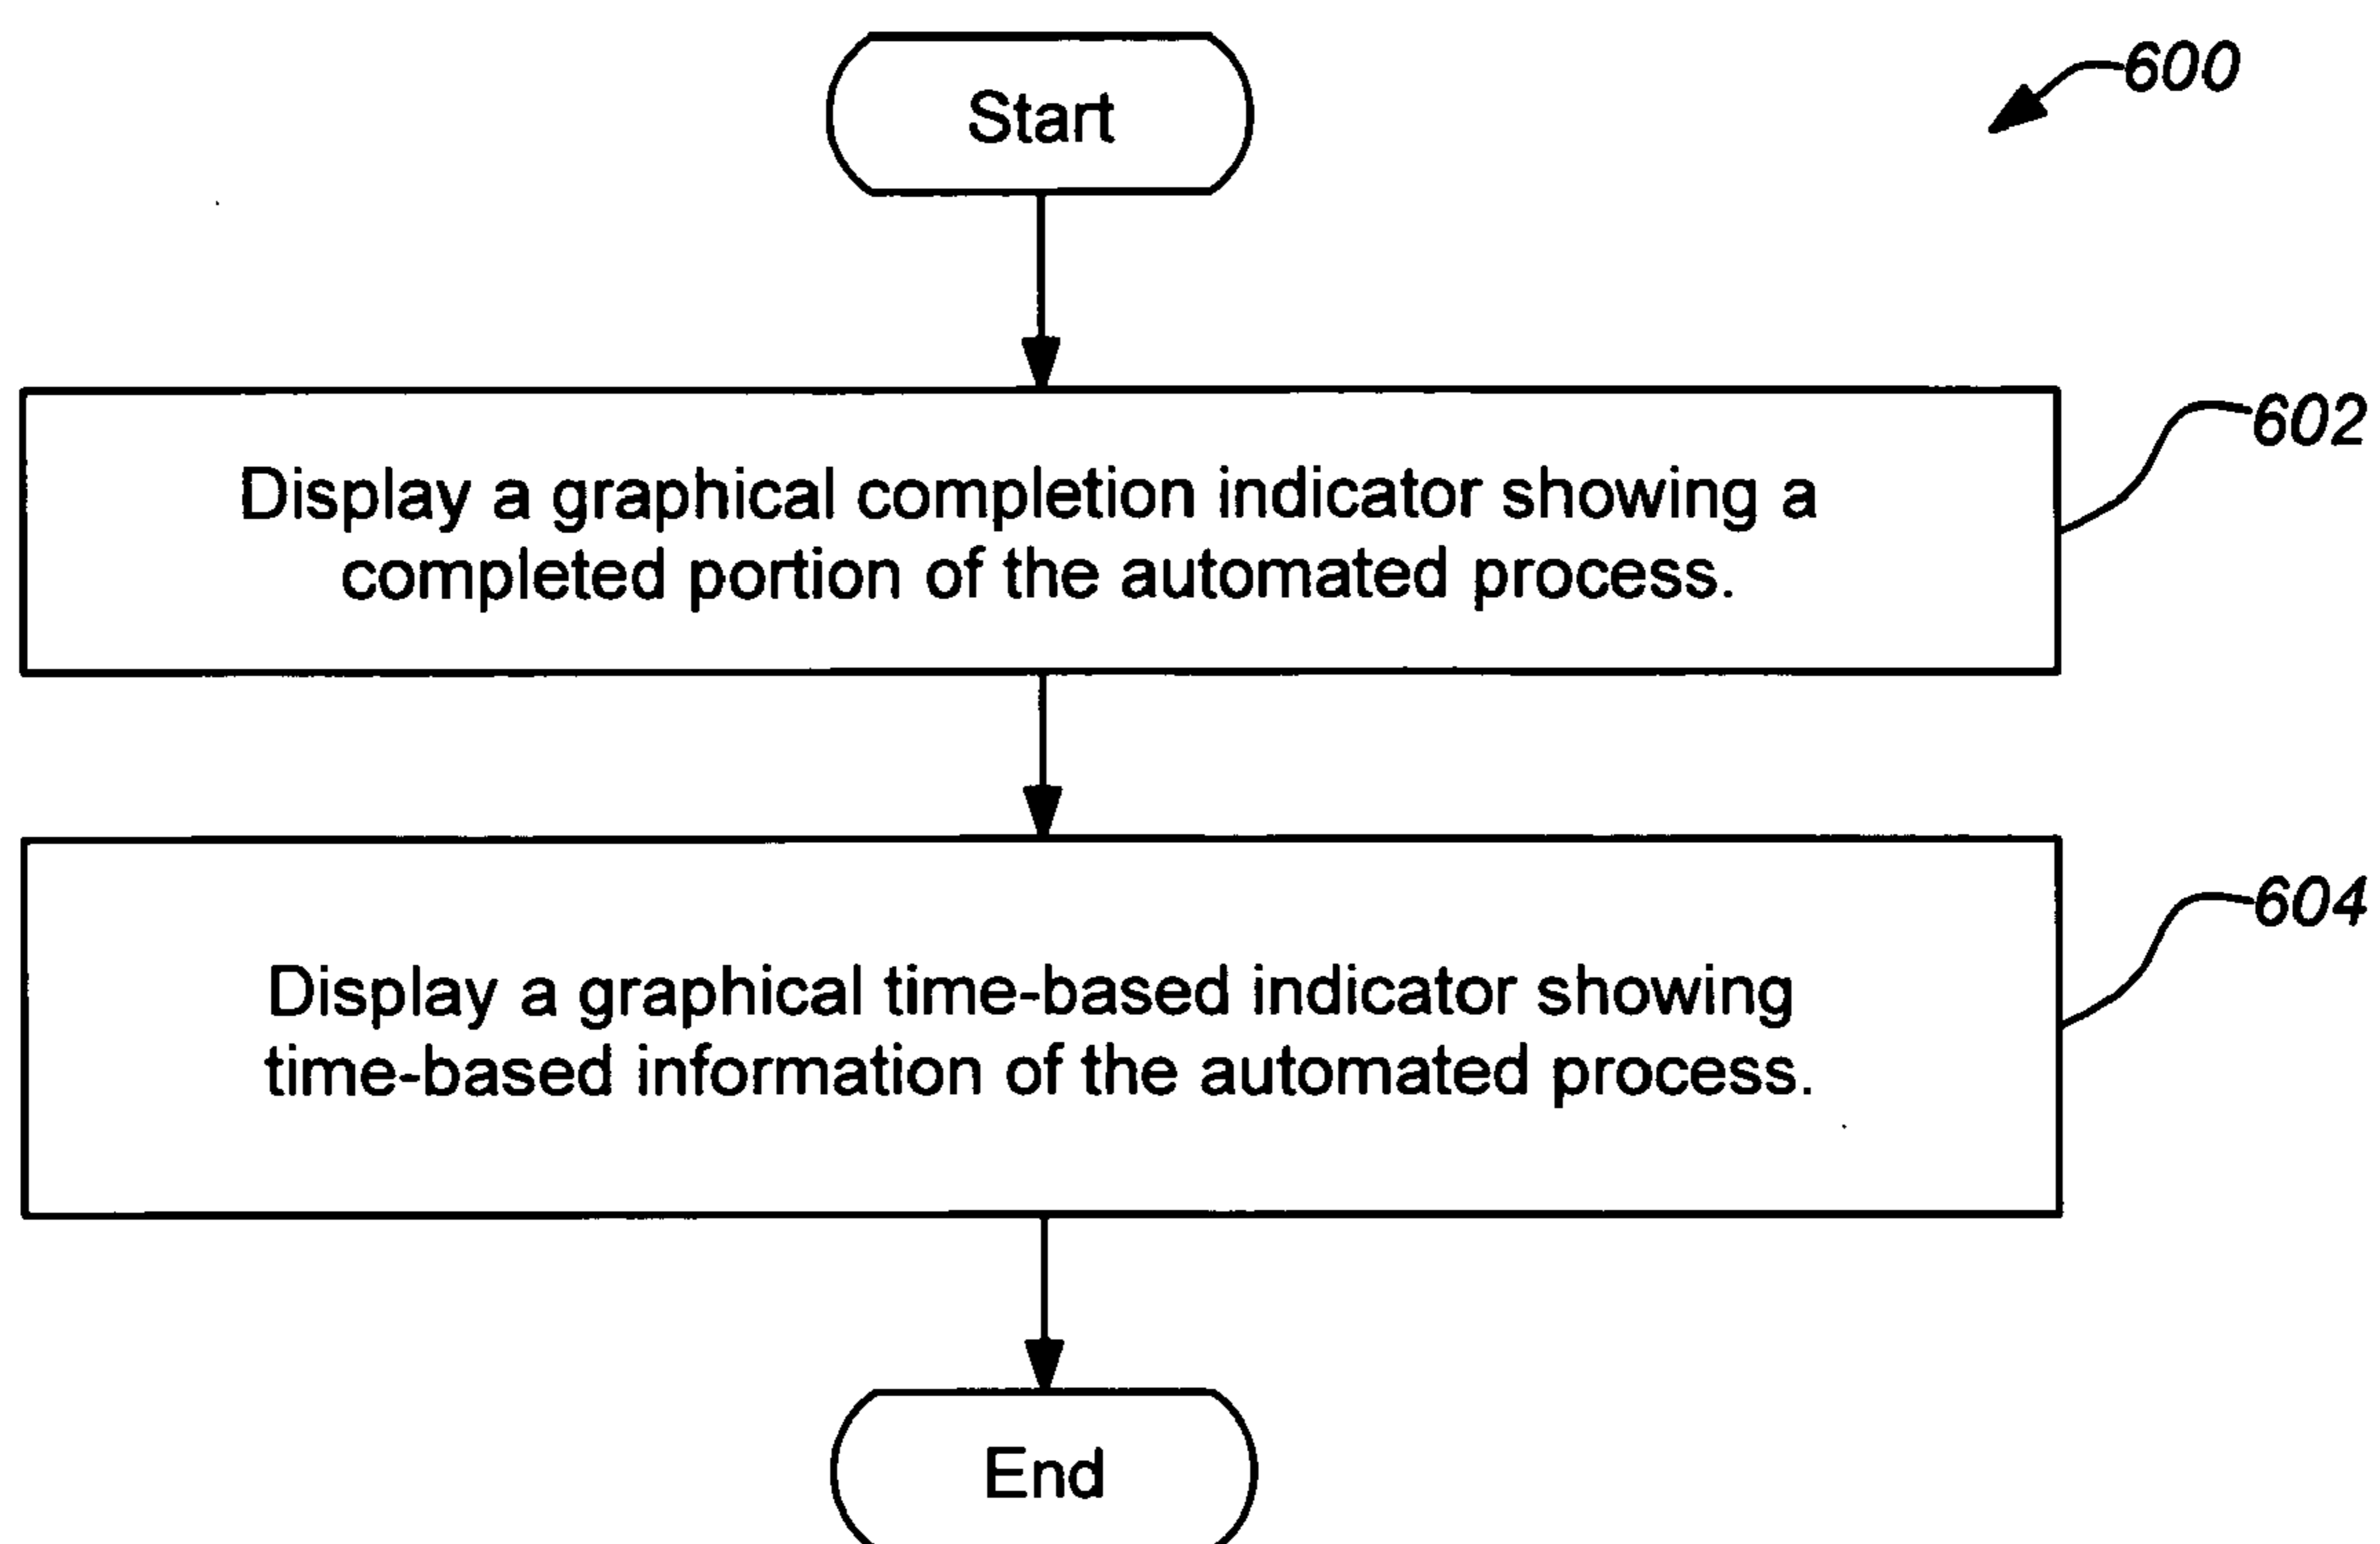 Start
600
602
Display a graphical completion indicator showing a
completed portion of the automated process.
604
Display a graphical time-based indicator showing
time-based information of the automated process.
End